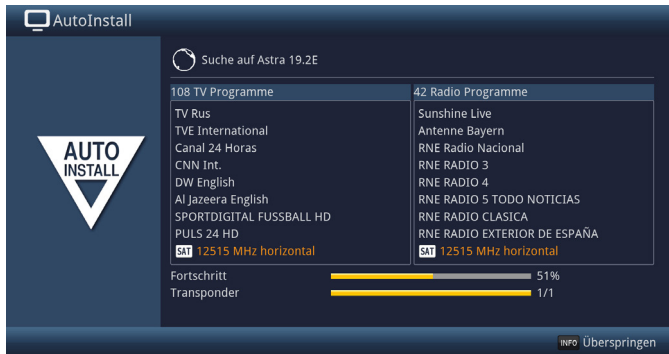 AutoInstall
Suche auf Astra 19.2E
AUTO
INSTALL
108 TV Programme
TV Rus
TVE International
Canal 24 Horas
CNN Int.
DW English
Al Jazeera English
SPORTDIGITAL FUSSBALL HD
PULS 24 HD
SAT 12515 MHz horizontal
42 Radio Programme
Sunshine Live
Antenne Bayern
RNE Radio Nacional
RNE RADIO 3
RNE RADIO 4
RNE RADIO 5 TODO NOTICIAS
RNE RADIO CLASICA
RNE RADIO EXTERIOR DE ESPAÑA
SAT 12515 MHz horizontal
Fortschritt 51%
Transponder 1/1
INFO Überspringen